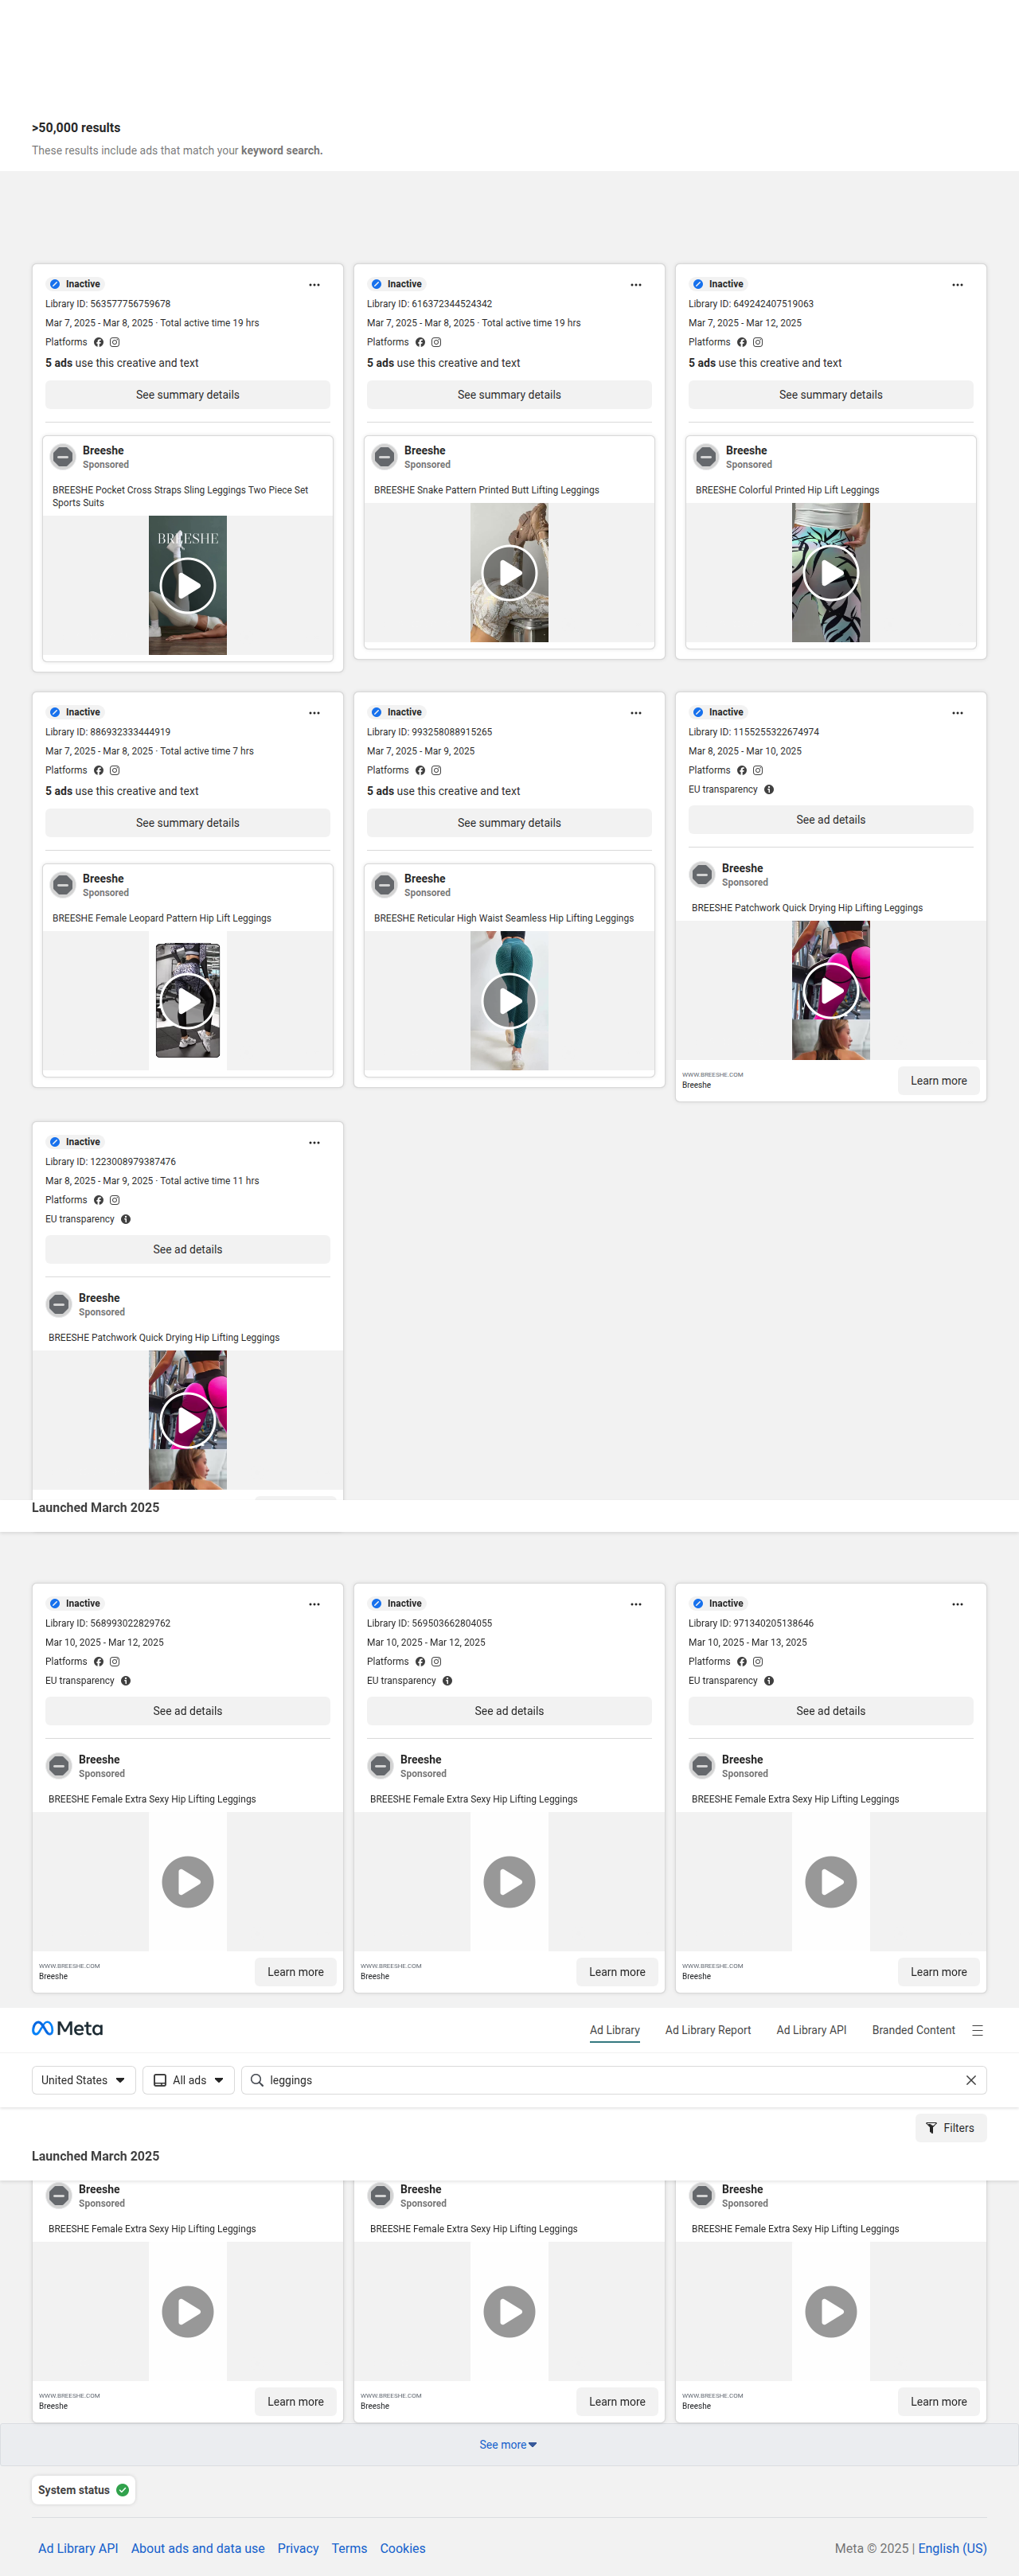 >50,000 results
These results include ads that match your keyword search.
Inactive
Library ID: 563577756759678
Mar 7, 2025 - Mar 8, 2025 · Total active time 19 hrs
Platforms
5 ads use this creative and text
See summary details
Breeshe
Sponsored
BREESHE Pocket Cross Straps Sling Leggings Two Piece Set
Sports Suits
BREESHE
Inactive
Library ID: 616372344524342
Mar 7, 2025 - Mar 8, 2025 · Total active time 19 hrs
Platforms
5 ads use this creative and text
See summary details
Breeshe
Sponsored
BREESHE Snake Pattern Printed Butt Lifting Leggings
Inactive
Library ID: 649242407519063
Mar 7, 2025 - Mar 12, 2025
Platforms
5 ads use this creative and text
See summary details
Breeshe
Sponsored
BREESHE Colorful Printed Hip Lift Leggings
Inactive
Library ID: 886932333444919
Mar 7, 2025 - Mar 8, 2025 · Total active time 7 hrs
Platforms
5 ads use this creative and text
See summary details
Breeshe
Sponsored
BREESHE Female Leopard Pattern Hip Lift Leggings
Inactive
Library ID: 993258088915265
Mar 7, 2025 - Mar 9, 2025
Platforms
5 ads use this creative and text
See summary details
Breeshe
Sponsored
BREESHE Reticular High Waist Seamless Hip Lifting Leggings
Inactive
Library ID: 1155255322674974
Mar 8, 2025 - Mar 10, 2025
Platforms
EU transparency
See ad details
Breeshe
Sponsored
BREESHE Patchwork Quick Drying Hip Lifting Leggings
WWW.BREESHE.COM
Breeshe
Learn more
Inactive
Library ID: 1223008979387476
Mar 8, 2025 - Mar 9, 2025 · Total active time 11 hrs
Platforms
EU transparency
See ad details
Breeshe
Sponsored
BREESHE Patchwork Quick Drying Hip Lifting Leggings
Launched March 2025
Inactive
Library ID: 568993022829762
Mar 10, 2025 - Mar 12, 2025
Platforms
EU transparency
See ad details
Breeshe
Sponsored
BREESHE Female Extra Sexy Hip Lifting Leggings
WWW.BREESHE.COM
Breeshe
Learn more
Inactive
Library ID: 569503662804055
Mar 10, 2025 - Mar 12, 2025
Platforms
EU transparency
See ad details
Breeshe
Sponsored
BREESHE Female Extra Sexy Hip Lifting Leggings
WWW.BREESHE.COM
Breeshe
Learn more
Inactive
Library ID: 971340205138646
Mar 10, 2025 - Mar 13, 2025
Platforms
EU transparency
See ad details
Breeshe
Sponsored
BREESHE Female Extra Sexy Hip Lifting Leggings
WWW.BREESHE.COM
Breeshe
Learn more
Meta
Ad Library
Ad Library Report
Ad Library API
Branded Content
United States
All ads
leggings
Filters
Launched March 2025
Breeshe
Sponsored
BREESHE Female Extra Sexy Hip Lifting Leggings
WWW.BREESHE.COM
Breeshe
Learn more
Breeshe
Sponsored
BREESHE Female Extra Sexy Hip Lifting Leggings
WWW.BREESHE.COM
Breeshe
Learn more
Breeshe
Sponsored
BREESHE Female Extra Sexy Hip Lifting Leggings
WWW.BREESHE.COM
Breeshe
Learn more
See more
System status
Ad Library API
About ads and data use
Privacy
Terms
Cookies
Meta © 2025 | English (US)